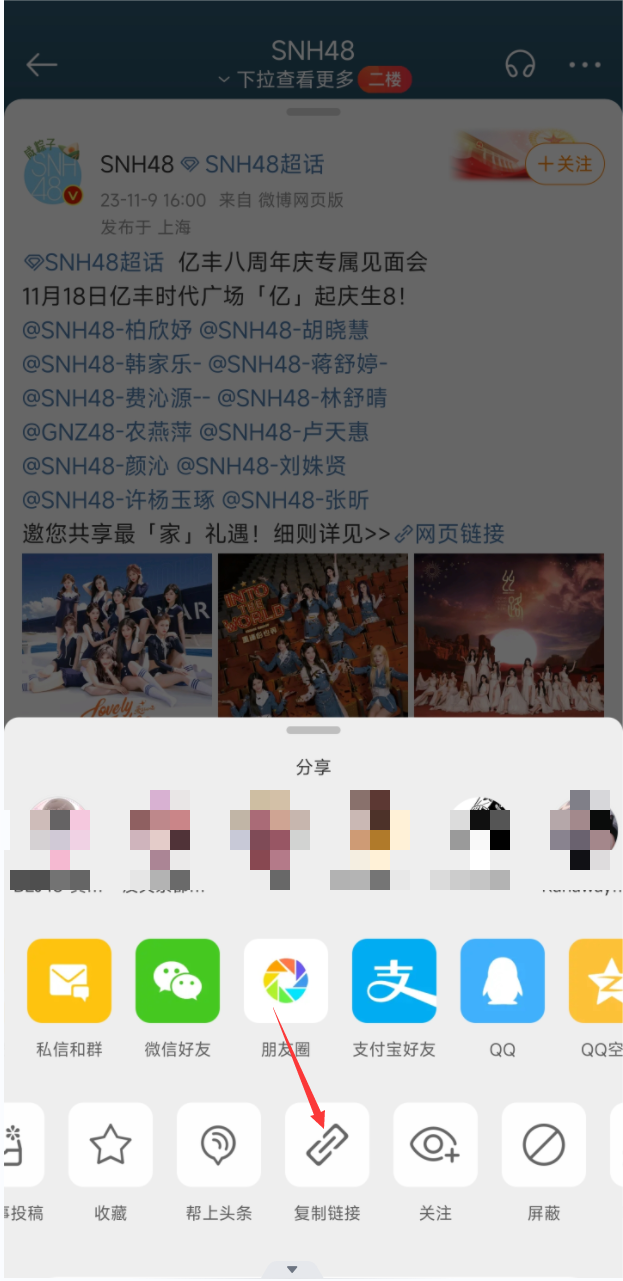 SNH48
下拉查看更多 二楼
SNH48 SNH48超话
+关注
23-11-9 16:00 来自 微博网页版
发布于 上海
SNH48超话 亿丰八周年庆专属见面会
11月18日亿丰时代广场「亿」起庆生8!
@SNH48-柏欣妤 @SNH48-胡晓慧
@SNH48-韩家乐- @SNH48-蒋舒婷-
@SNH48-费沁源-- @SNH48-林舒晴
@GNZ48-农燕萍 @SNH48-卢天惠
@SNH48-颜沁 @SNH48-刘姝贤
@SNH48-许杨玉琢 @SNH48-张昕
邀您共享最「家」礼遇！细则详见>>网页链接
INTO
THE
WORLD
Lovely
分享
私信和群 微信好友 朋友圈 支付宝好友 QQ QQ空
投稿 收藏 帮上头条 复制链接 关注 屏蔽